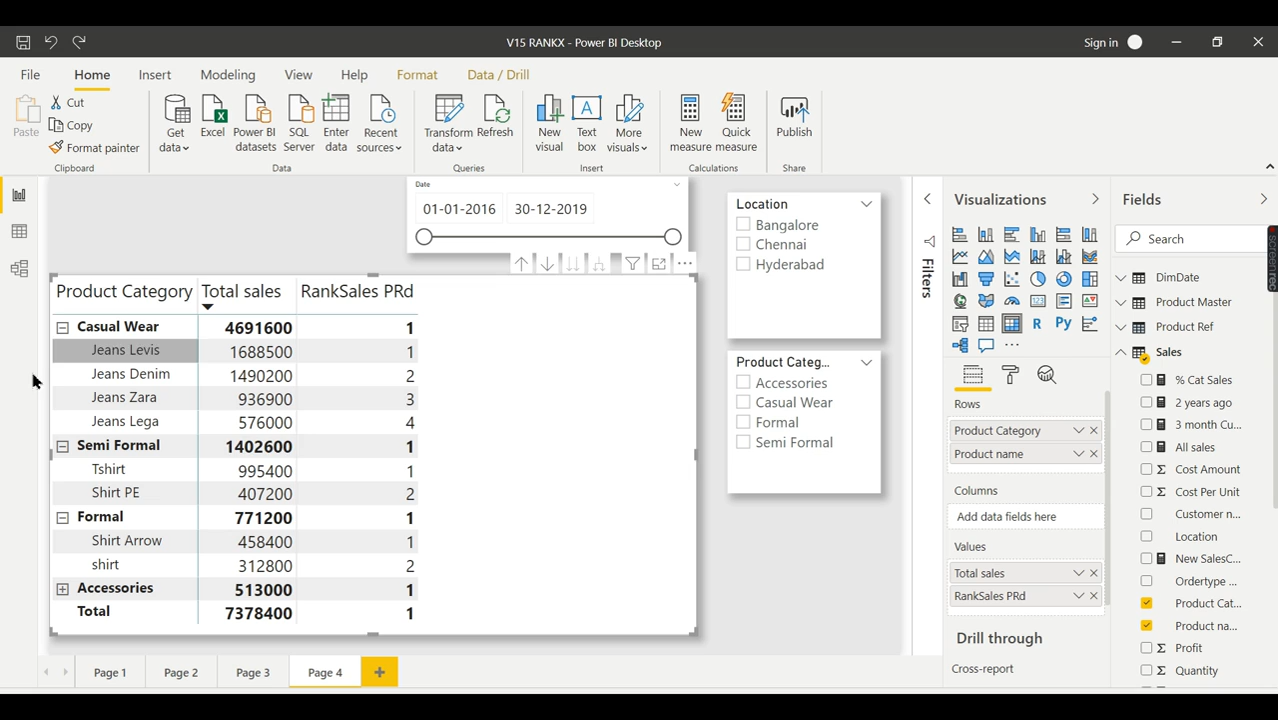 V15 RANKX - Power BI Desktop
Sign in
File Home Insert Modeling View Help Format Data / Drill
Paste
Cut
Copy
Format painter
Clipboard
Get data
Excel
Power BI datasets
SQL Server
Enter data
Recent sources
Data
Transform data
Refresh
Queries
New visual
Text box
More visuals
Insert
New measure
Quick measure
Calculations
Publish
Share
Date
01-01-2016 30-12-2019
Product Category Total sales RankSales PRd
Casual Wear 4691600 1
Jeans Levis 1688500 1
Jeans Denim 1490200 2
Jeans Zara 936900 3
Jeans Lega 576000 4
Semi Formal 1402600 1
Tshirt 995400 1
Shirt PE 407200 2
Formal 771200 1
Shirt Arrow 458400 1
shirt 312800 2
Accessories 513000 1
Total 7378400 1
Location
Bangalore
Chennai
Hyderabad
Product Categ...
Accessories
Casual Wear
Formal
Semi Formal
Filters
Visualizations
R Py
Rows
Product Category
Product name
Columns
Add data fields here
Values
Total sales
RankSales PRd
Drill through
Cross-report
Fields
Search
DimDate
Product Master
Product Ref
Sales
% Cat Sales
2 years ago
3 month Cu...
All sales
Cost Amount
Cost Per Unit
Customer n...
Location
New SalesC...
Ordertype ...
Product Cat...
Product na...
Profit
Quantity
screenrec
Page 1 Page 2 Page 3 Page 4